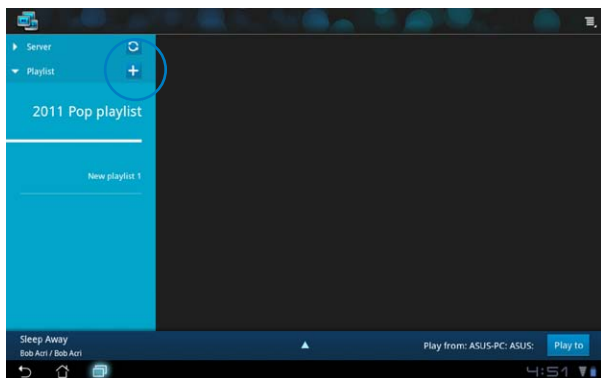 Server
Playlist
2011 Pop playlist
New playlist 1
Sleep Away
Bob Acri / Bob Acri
Play from: ASUS-PC: ASUS:
Play to
4:51